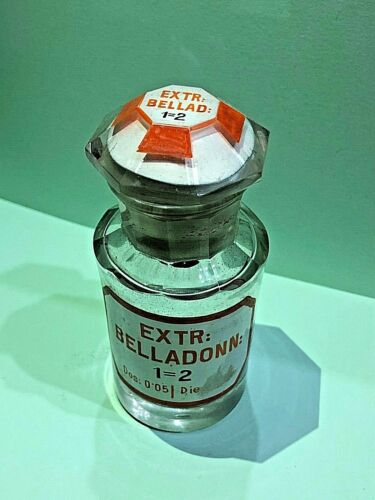 EXTR:
BELLAD:
1=2
EXTR:
BELLADONN:
1=2
Dos. 0'05| Die